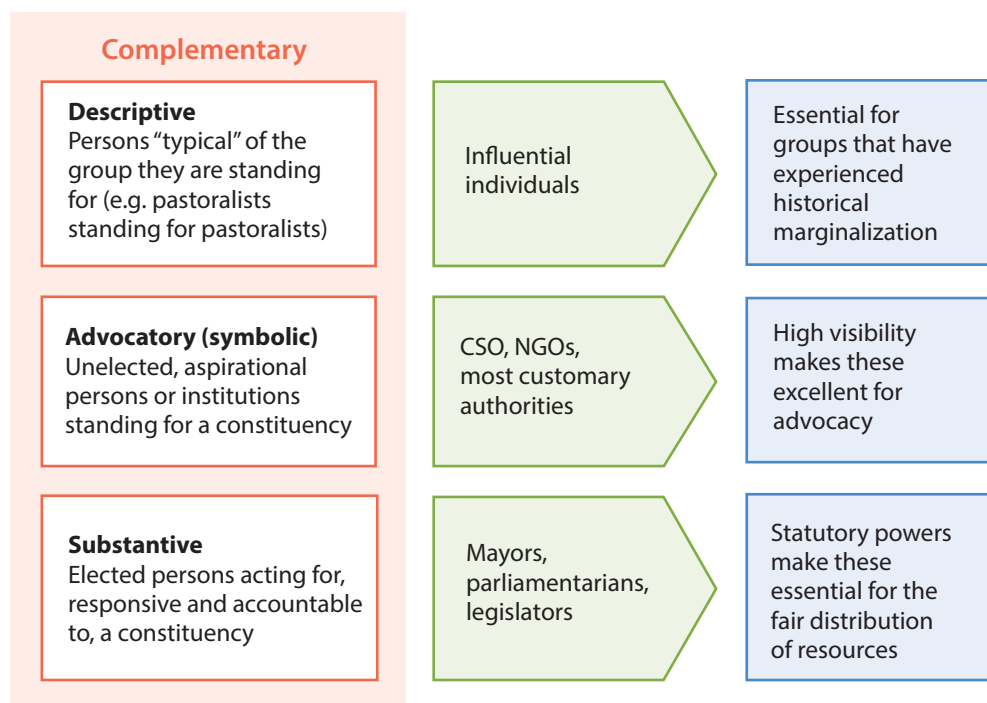 Complementary
Descriptive
Persons “typical” of the
group they are standing
for (e.g. pastoralists
standing for pastoralists)
Influential
individuals
Essential for
groups that have
experienced
historical
marginalization
Advocatory (symbolic)
Unelected, aspirational
persons or institutions
standing for a constituency
CSO, NGOs,
most customary
authorities
High visibility
makes these
excellent for
advocacy
Substantive
Elected persons acting for,
responsive and accountable
to, a constituency
Mayors,
parliamentarians,
legislators
Statutory powers
make these
essential for the
fair distribution
of resources